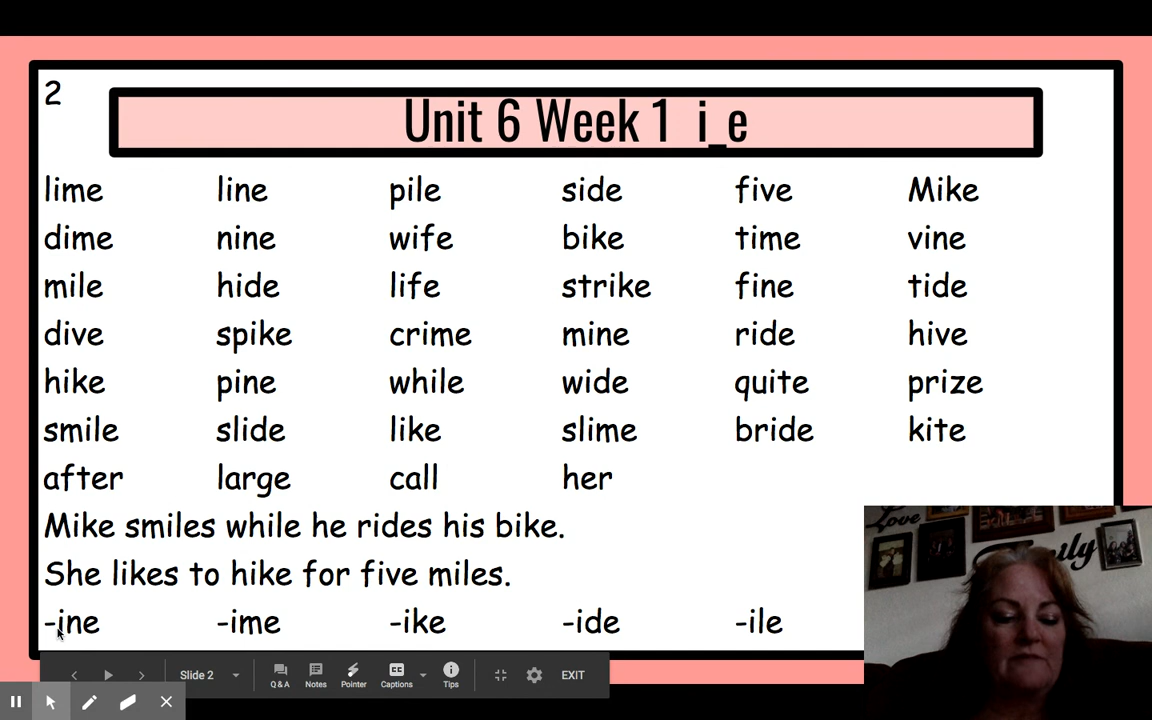 2
Unit 6 Week 1 i_e
lime line pile side five Mike
dime nine wife bike time vine
mile hide life strike fine tide
dive spike crime mine ride hive
hike pine while wide quite prize
smile slide like slime bride kite
after large call her
Mike smiles while he rides his bike.
She likes to hike for five miles.
-ine -ime -ike -ide -ile
Love
Slide 2 Q&A Notes Pointer Captions Tips EXIT